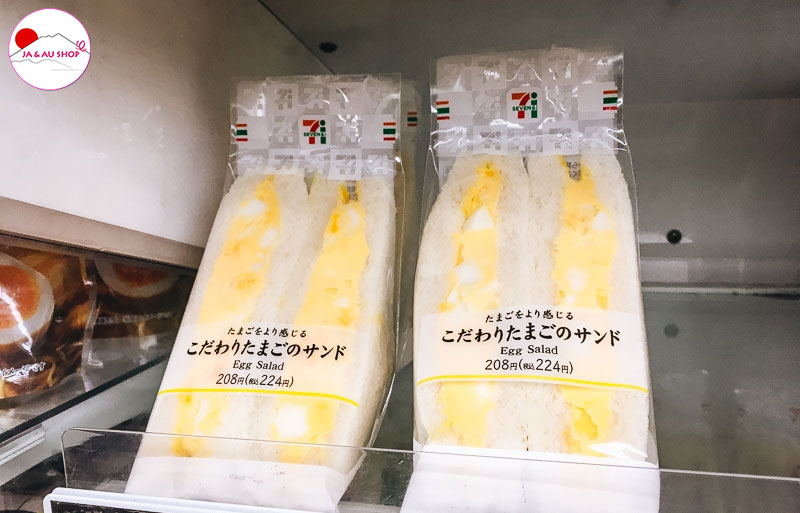 JA & AU SHOP
SEVEN & i
たまごをより感じる
こだわりたまごのサンド
Egg Salad
208円(税込224円)
SEVEN & i
たまごをより感じる
こだわりたまごのサンド
Egg Salad
208円(税込224円)